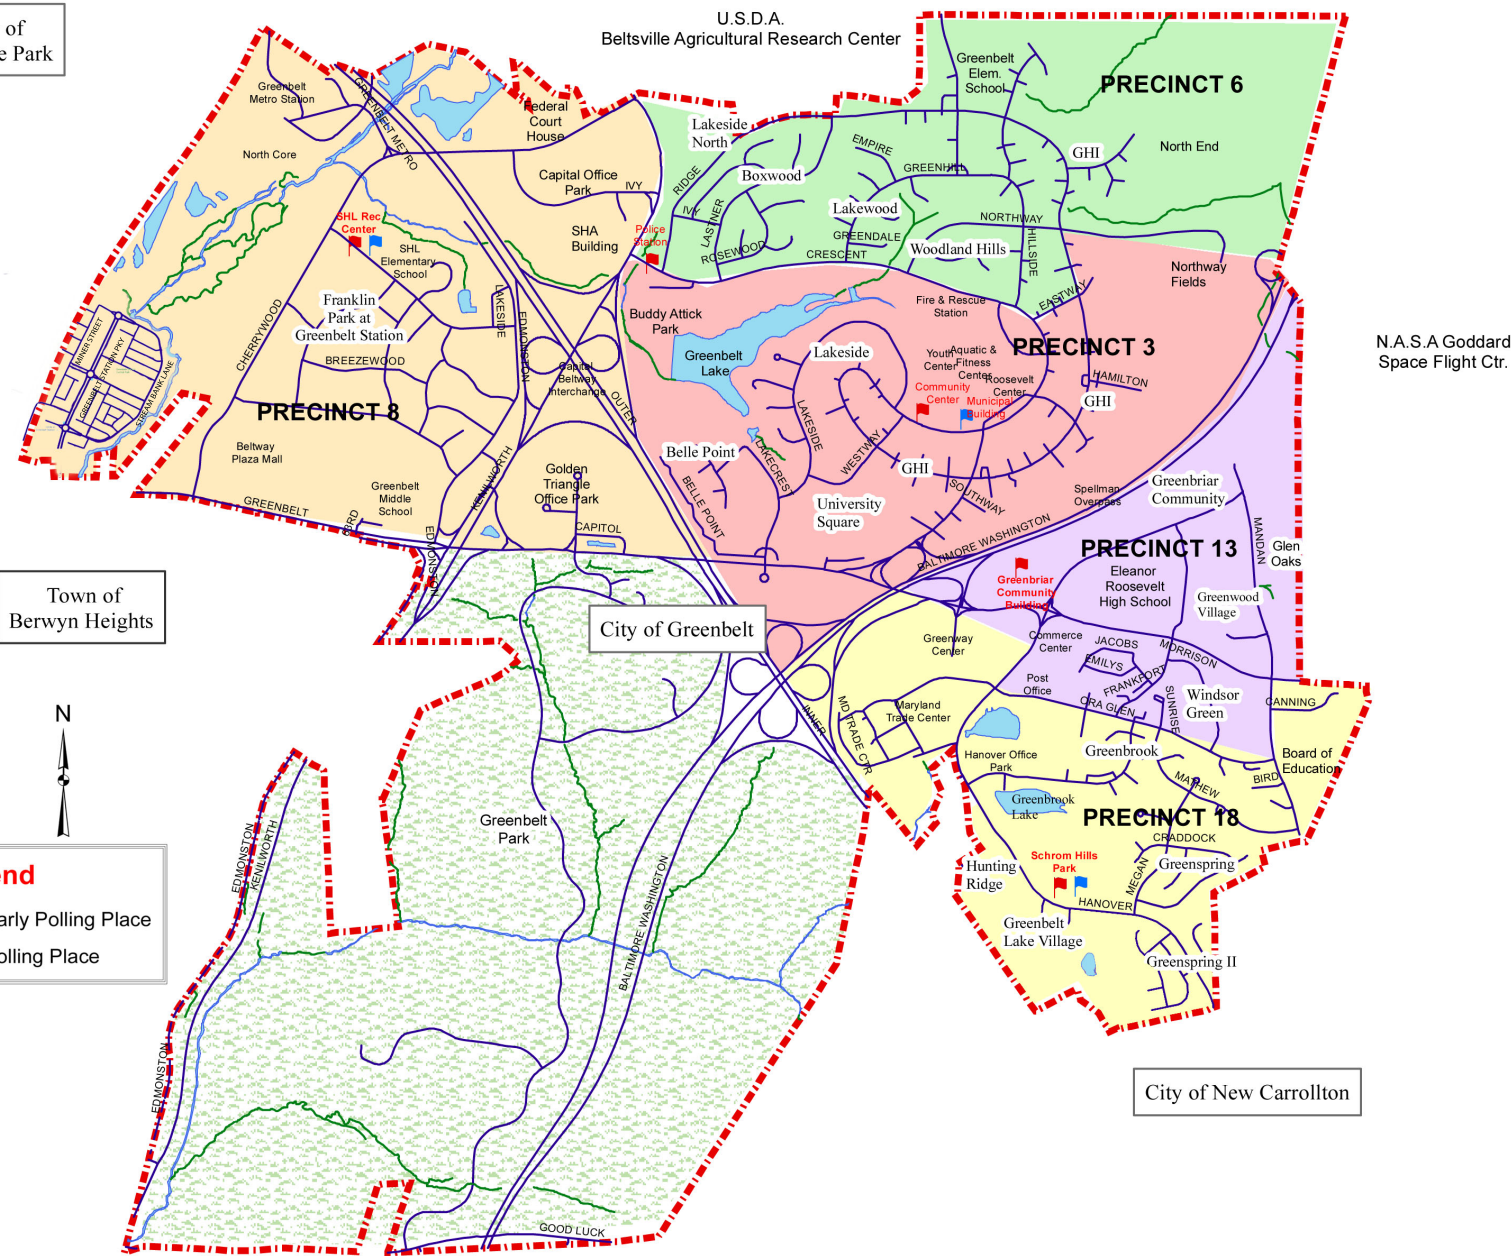 of
e Park
U.S.D.A.
Beltsville Agricultural Research Center
PRECINCT 6
Greenbelt
Elem.
School
North End
GHI
Greenbelt
Metro Station
GREENBELT METRO
North Core
Federal
Court
House
Capital Office
Park
IVY
SHA
Building
Lakeside
North
RIDGE
Boxwood
EMPIRE
GREENHILL
IVY
LASTNER
ROSEWOOD
Lakewood
GREENDALE
CRESCENT
Woodland Hills
NORTHWAY
HILLSIDE
EASTWAY
Police
Station
SHL Rec
Center
SHL
Elementary
School
Franklin
Park at
Greenbelt Station
CHERRYWOOD
BREEZEWOOD
LAKESIDE
EDMONSTON
Capital
Beltway
Interchange
OUTER
MINER STREET
GREENBELT STATION PKY
STREAM BANK LANE
PRECINCT 8
Beltway
Plaza Mall
GREENBELT
Greenbelt
Middle
School
63RD
EDMONSTON
KENILWORTH
Golden
Triangle
Office Park
CAPITOL
Northway
Fields
Buddy Attick
Park
Greenbelt
Lake
Fire & Rescue
Station
PRECINCT 3
Lakeside
Youth
Center
Aquatic &
Fitness
Center
Roosevelt
Center
Community
Center
Municipal
Building
HAMILTON
GHI
LAKESIDE
WESTWAY
GHI
SOUTHWAY
Belle Point
BELLE POINT
LAKECREST
University
Square
Spellman
Overpass
BALTIMORE WASHINGTON
N.A.S.A Goddard
Space Flight Ctr.
Greenbriar
Community
PRECINCT 13
MANDAN
Glen
Oaks
Eleanor
Roosevelt
High School
Greenbriar
Community
Building
Greenwood
Village
Town of
Berwyn Heights
City of Greenbelt
Greenway
Center
Commerce
Center
JACOBS
EMILYS
MORRISON
FRANKFORT
Post
Office
ORA GLEN
SUNRISE
Windsor
Green
CANNING
INNER
MD TRADE CTR
Maryland
Trade Center
Hanover Office
Park
Greenbrook
Board of
Education
BIRD
MATHEW
Greenbrook
Lake
PRECINCT 18
CRADDOCK
MEGAN
Greenspring
Hunting
Ridge
Schrom Hills
Park
HANOVER
Greenbelt
Lake Village
Greenspring II
N
Greenbelt
Park
EDMONSTON
KENILWORTH
BALTIMORE WASHINGTON
EDMONSTON
GOOD LUCK
end
arly Polling Place
olling Place
City of New Carrollton